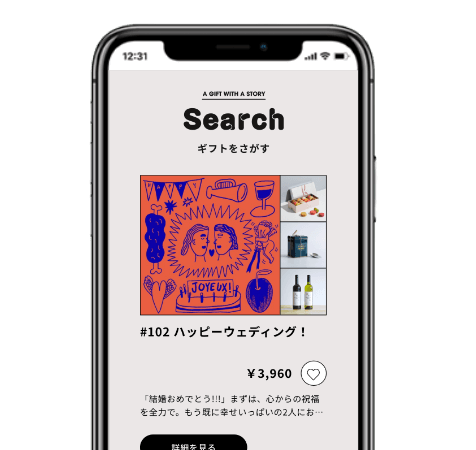 12:31
A GIFT WITH A STORY
Search
ギフトをさがす
PARTY
JOYEUX!
#102 ハッピーウェディング！
￥3,960
「結婚おめでとう!!!」まずは、心からの祝福
を全力で。もう既に幸せいっぱいの2人にお…
詳細を見る